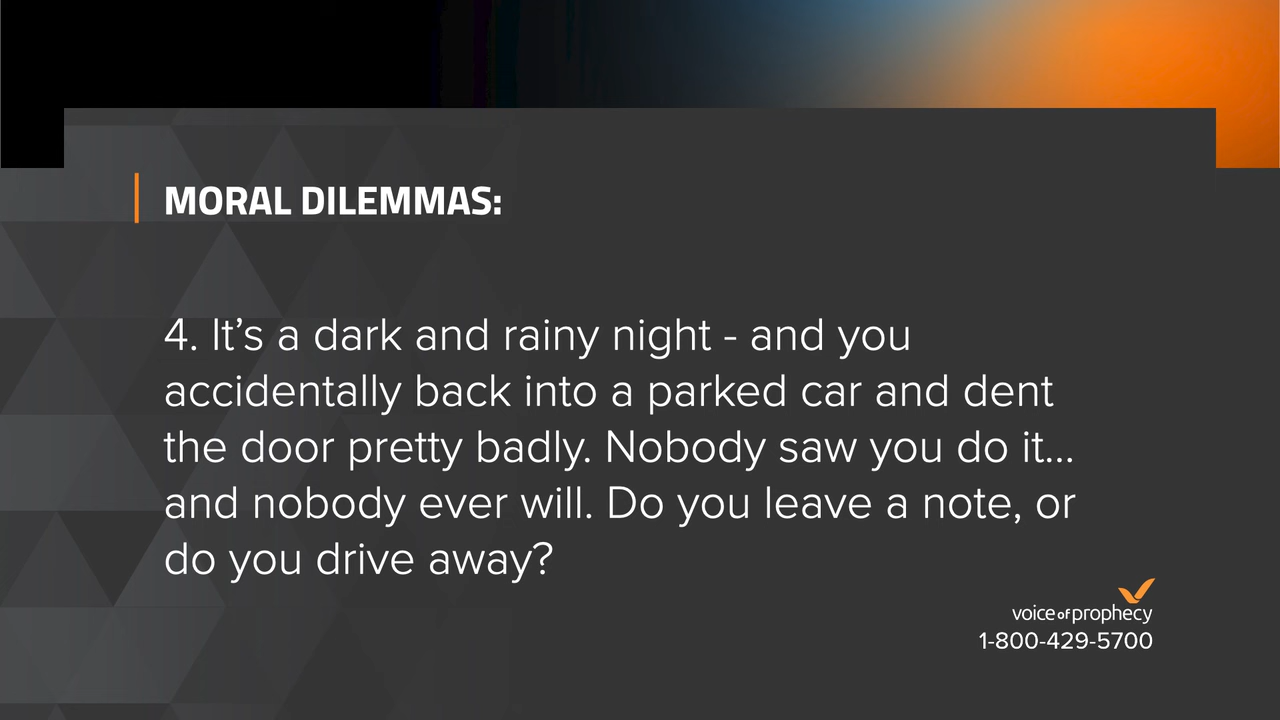 MORAL DILEMMAS:
4. It’s a dark and rainy night - and you
accidentally back into a parked car and dent
the door pretty badly. Nobody saw you do it...
and nobody ever will. Do you leave a note, or
do you drive away?
voice of prophecy
1-800-429-5700